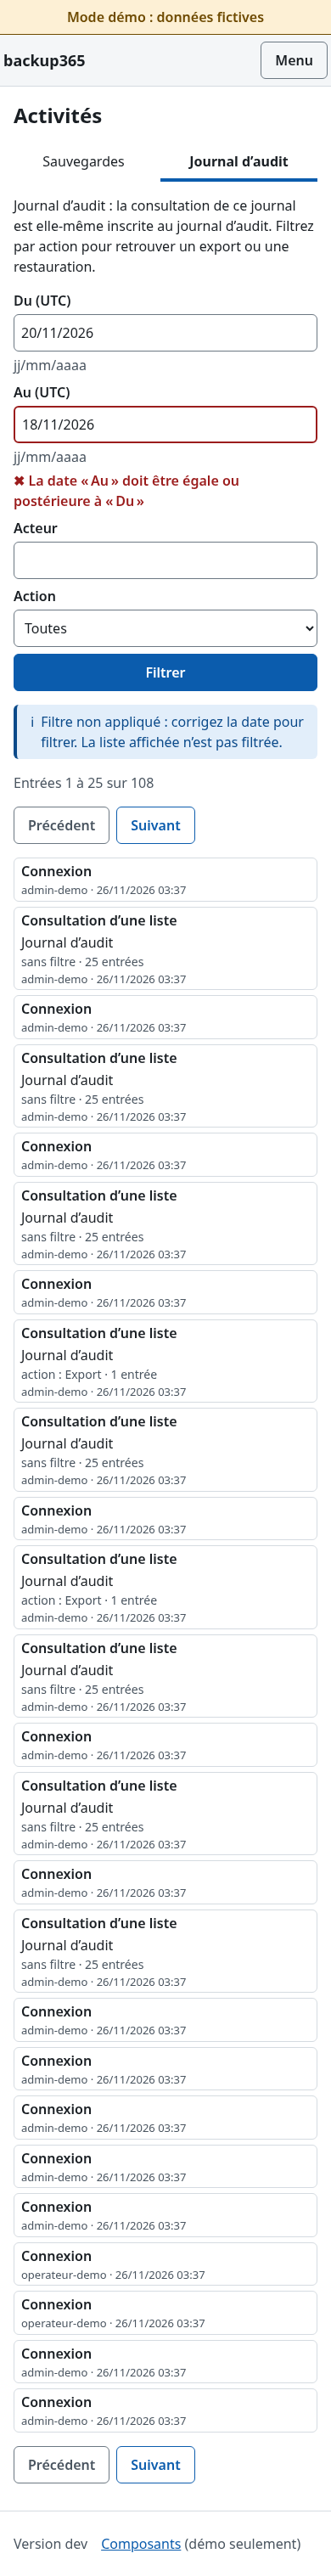 Mode démo : données fictives
backup365
Menu
Activités
Sauvegardes
Journal d’audit
Journal d’audit : la consultation de ce journal
est elle-même inscrite au journal d’audit. Filtrez
par action pour retrouver un export ou une
restauration.
Du (UTC)
20/11/2026
jj/mm/aaaa
Au (UTC)
18/11/2026
jj/mm/aaaa
✖ La date « Au » doit être égale ou
postérieure à « Du »
Acteur
Action
Toutes
Filtrer
i Filtre non appliqué : corrigez la date pour
filtrer. La liste affichée n’est pas filtrée.
Entrées 1 à 25 sur 108
Précédent
Suivant
Connexion
admin-demo · 26/11/2026 03:37
Consultation d’une liste
Journal d’audit
sans filtre · 25 entrées
admin-demo · 26/11/2026 03:37
Connexion
admin-demo · 26/11/2026 03:37
Consultation d’une liste
Journal d’audit
sans filtre · 25 entrées
admin-demo · 26/11/2026 03:37
Connexion
admin-demo · 26/11/2026 03:37
Consultation d’une liste
Journal d’audit
sans filtre · 25 entrées
admin-demo · 26/11/2026 03:37
Connexion
admin-demo · 26/11/2026 03:37
Consultation d’une liste
Journal d’audit
action : Export · 1 entrée
admin-demo · 26/11/2026 03:37
Consultation d’une liste
Journal d’audit
sans filtre · 25 entrées
admin-demo · 26/11/2026 03:37
Connexion
admin-demo · 26/11/2026 03:37
Consultation d’une liste
Journal d’audit
action : Export · 1 entrée
admin-demo · 26/11/2026 03:37
Consultation d’une liste
Journal d’audit
sans filtre · 25 entrées
admin-demo · 26/11/2026 03:37
Connexion
admin-demo · 26/11/2026 03:37
Consultation d’une liste
Journal d’audit
sans filtre · 25 entrées
admin-demo · 26/11/2026 03:37
Connexion
admin-demo · 26/11/2026 03:37
Consultation d’une liste
Journal d’audit
sans filtre · 25 entrées
admin-demo · 26/11/2026 03:37
Connexion
admin-demo · 26/11/2026 03:37
Connexion
admin-demo · 26/11/2026 03:37
Connexion
admin-demo · 26/11/2026 03:37
Connexion
admin-demo · 26/11/2026 03:37
Connexion
admin-demo · 26/11/2026 03:37
Connexion
operateur-demo · 26/11/2026 03:37
Connexion
operateur-demo · 26/11/2026 03:37
Connexion
admin-demo · 26/11/2026 03:37
Connexion
admin-demo · 26/11/2026 03:37
Précédent
Suivant
Version dev Composants (démo seulement)